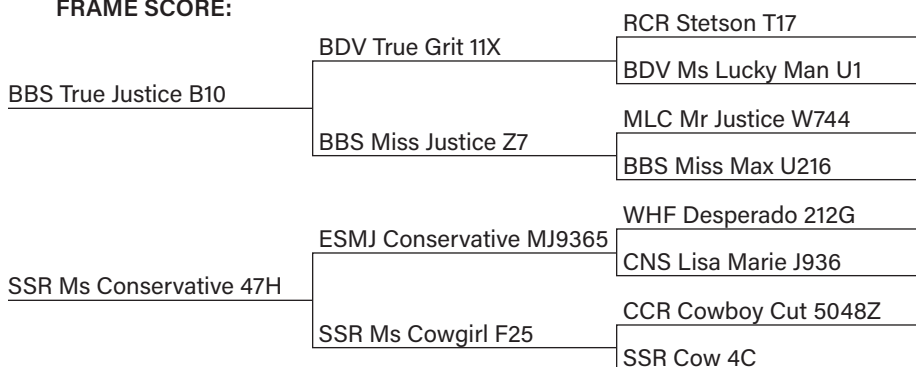 FRAME SCORE:
RCR Stetson T17
BDV True Grit 11X
BDV Ms Lucky Man U1
BBS True Justice B10
MLC Mr Justice W744
BBS Miss Justice Z7
BBS Miss Max U216
WHF Desperado 212G
ESMJ Conservative MJ9365
CNS Lisa Marie J936
SSR Ms Conservative 47H
CCR Cowboy Cut 5048Z
SSR Ms Cowgirl F25
SSR Cow 4C